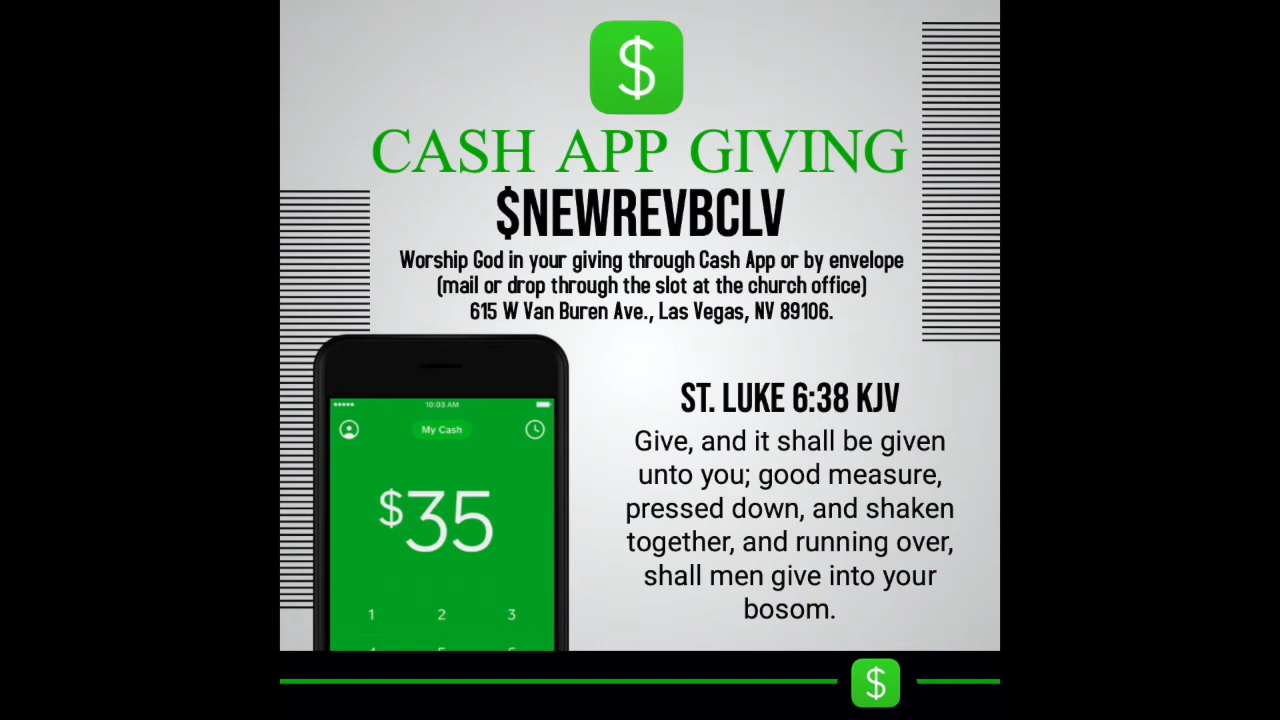 $
CASH APP GIVING
$NEWREVBCLV
Worship God in your giving through Cash App or by envelope
(mail or drop through the slot at the church office)
615 W Van Buren Ave., Las Vegas, NV 89106.
10:03 AM
My Cash
$35
1 2 3
ST. LUKE 6:38 KJV
Give, and it shall be given
unto you; good measure,
pressed down, and shaken
together, and running over,
shall men give into your
bosom.
$